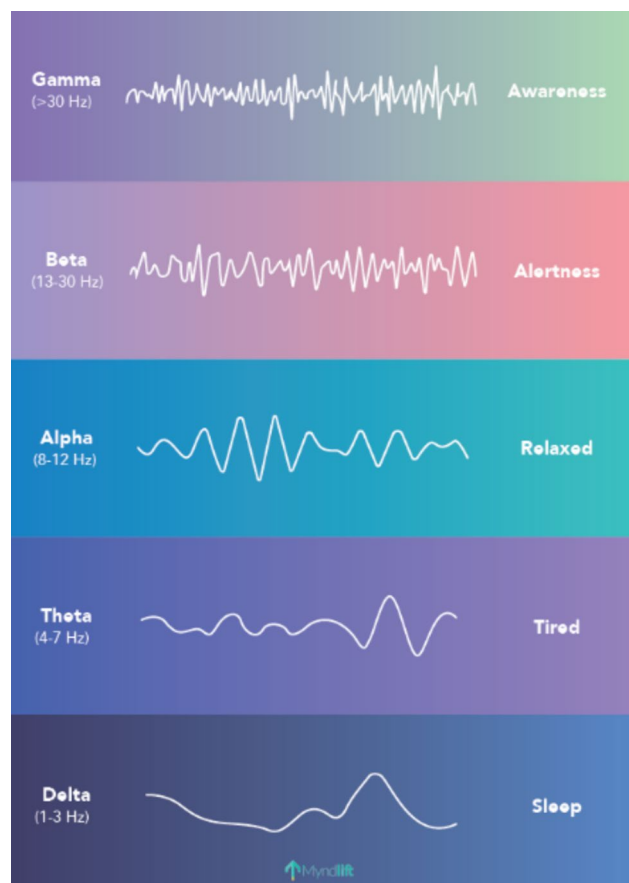 Gamma
(>30 Hz)
Awareness
Beta
(13-30 Hz)
Alertness
Alpha
(8-12 Hz)
Relaxed
Theta
(4-7 Hz)
Tired
Delta
(1-3 Hz)
Sleep
Myndlift